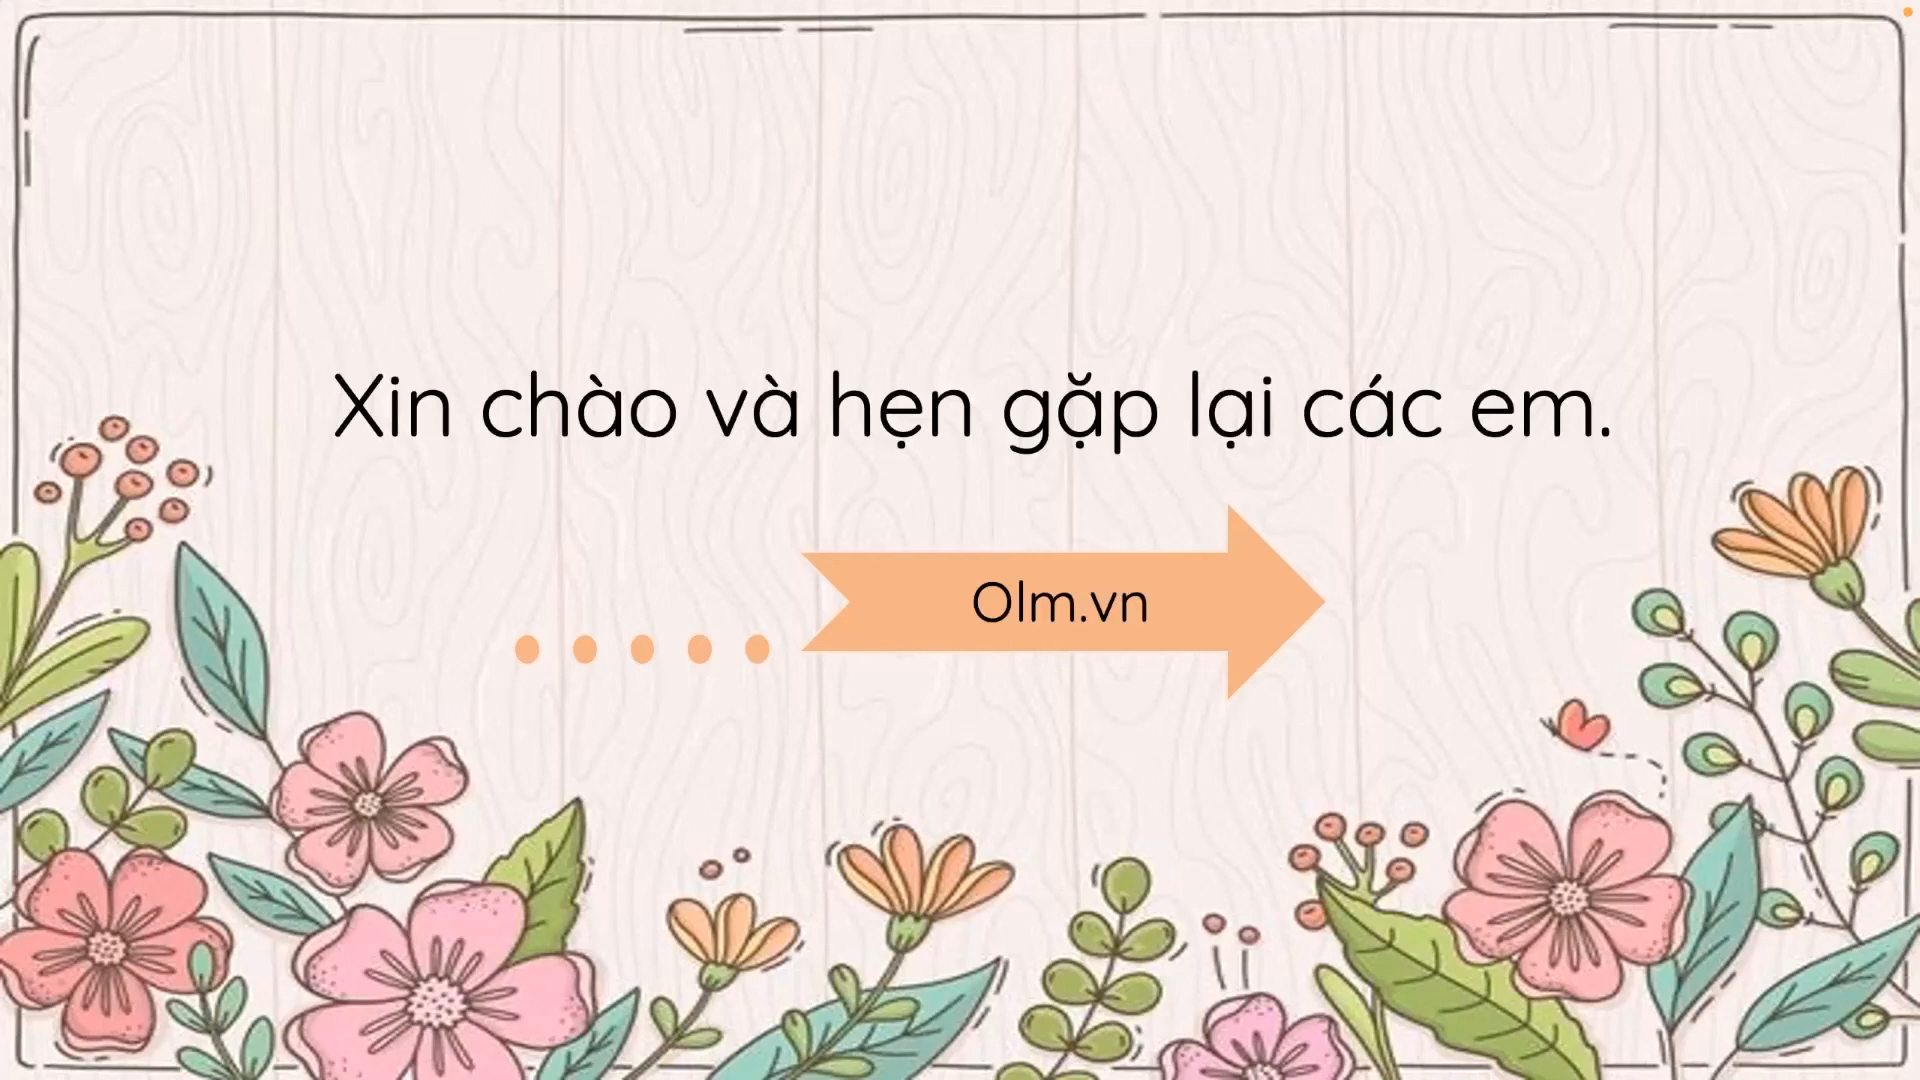 Xin chào và hẹn gặp lại các em.
Olm.vn